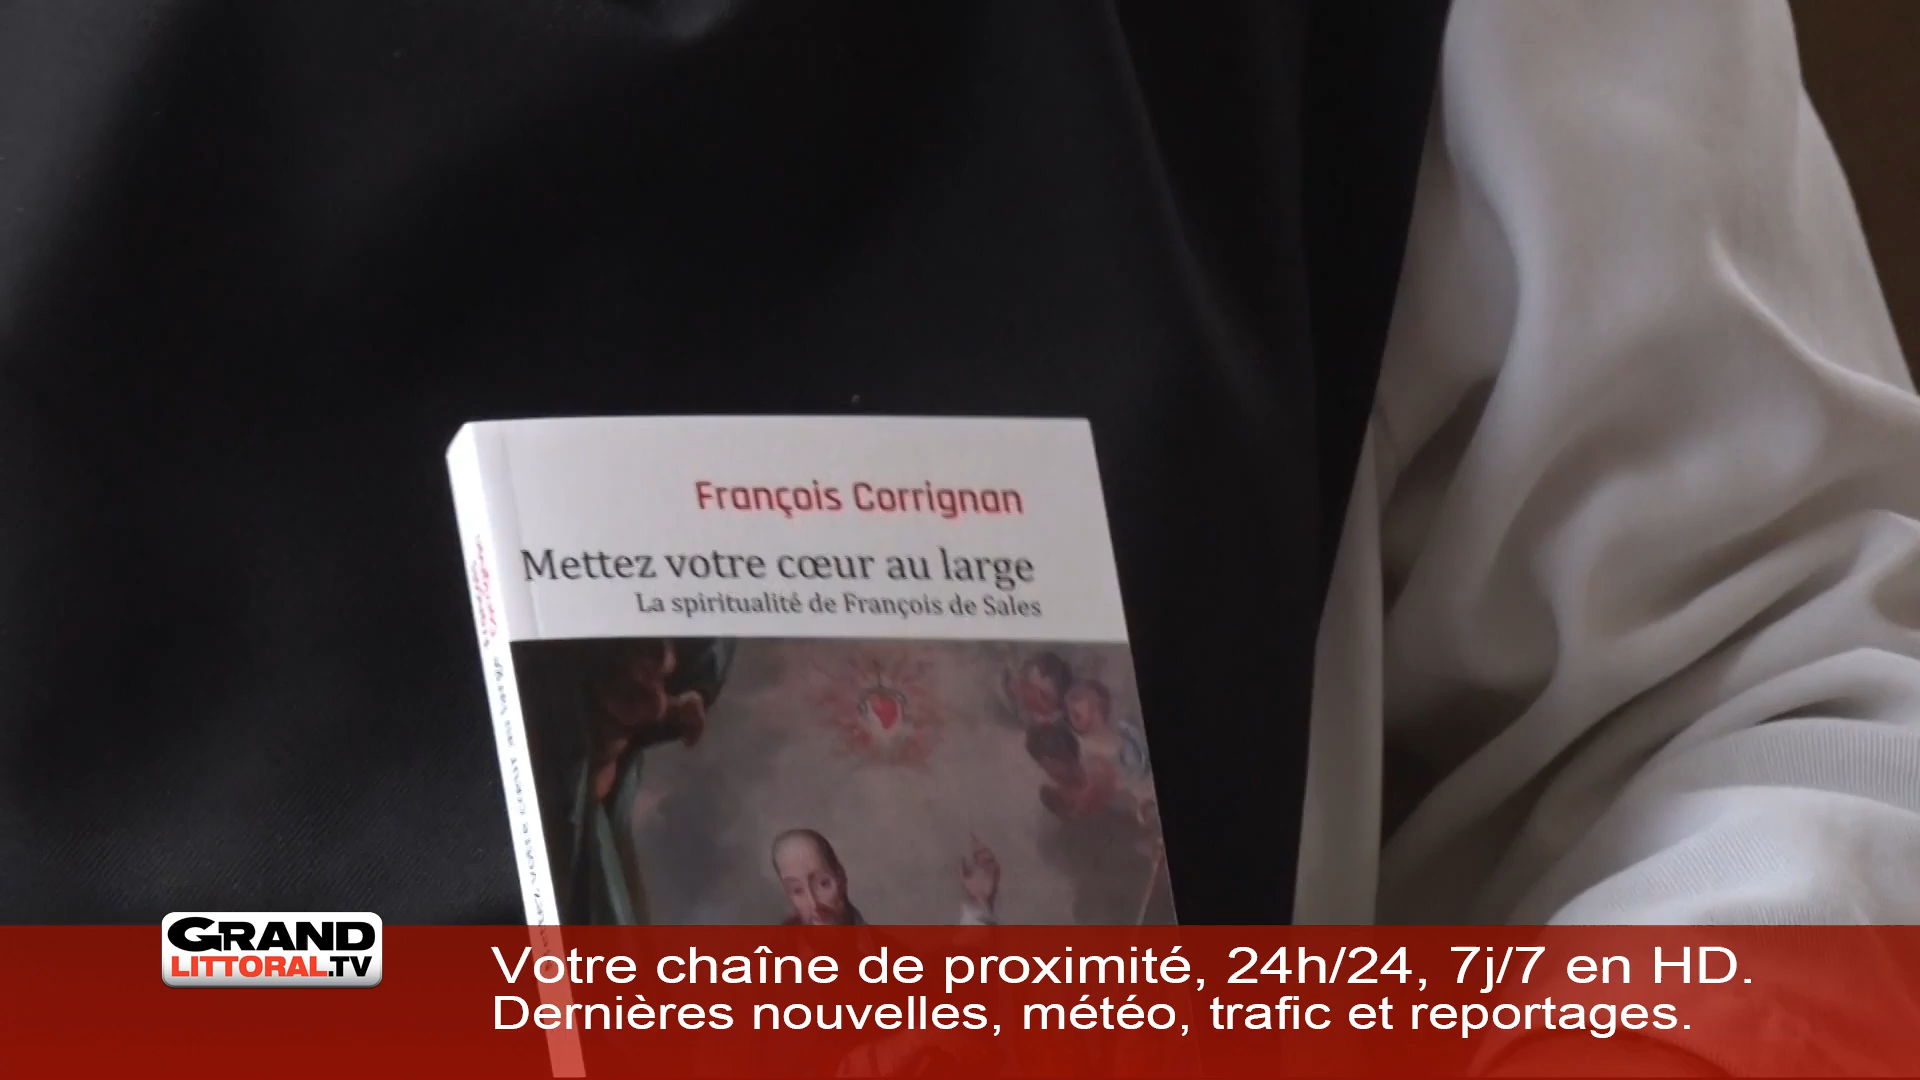 François Corrignan
Mettez votre cœur au large
La spiritualité de François de Sales
GRAND
LITTORAL.TV
Votre chaîne de proximité, 24h/24, 7j/7 en HD.
Dernières nouvelles, météo, trafic et reportages.